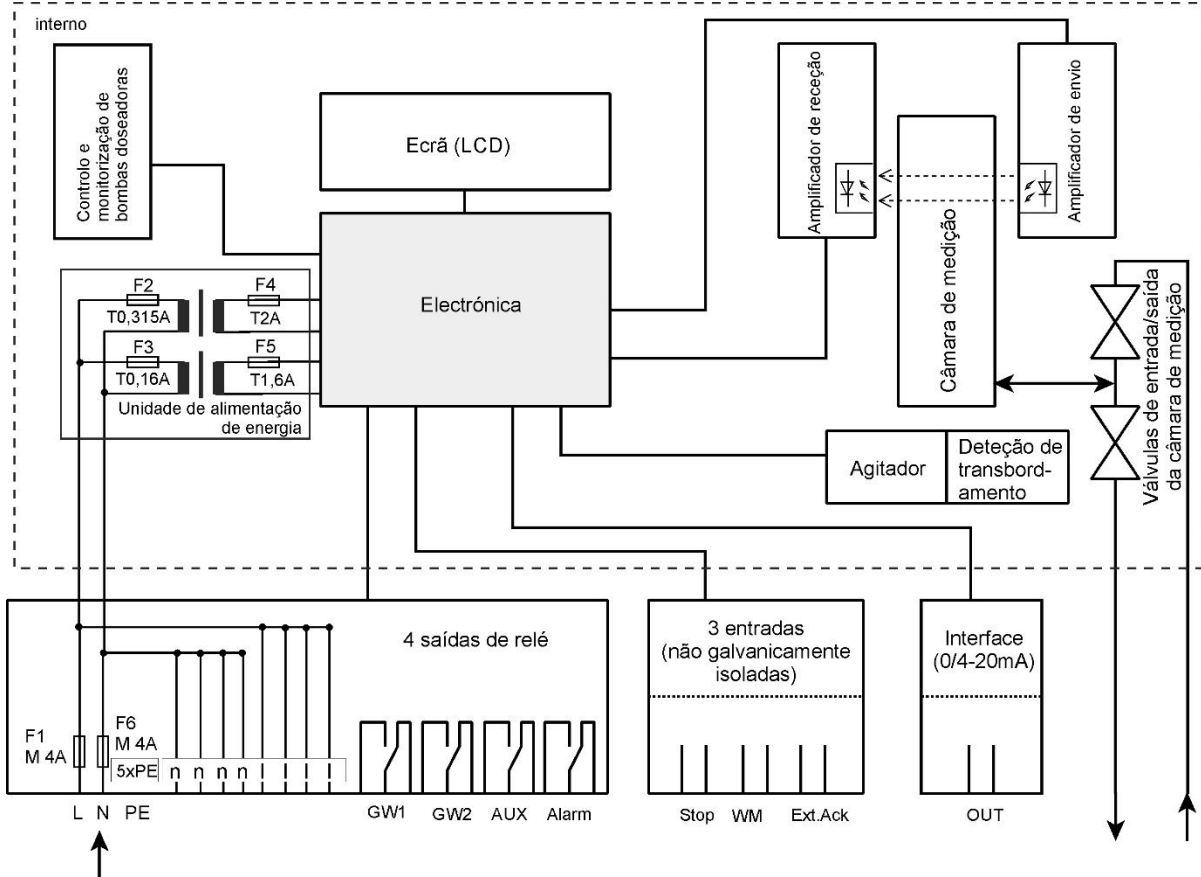 interno
Controlo e
monitorização de
bombas doseadoras
Ecrã (LCD)
Amplificador de receção
Amplificador de envio
Câmara de medição
Electrónica
F2
T0,315A
F4
T2A
F3
T0,16A
F5
T1,6A
Unidade de alimentação
de energia
Válvulas de entrada/saída
da câmara de medição
Agitador
Deteção de
transbord-
amento
4 saídas de relé
F1
M 4A
F6
M 4A
5xPE
n n n n
L N PE
GW1 GW2 AUX Alarm
3 entradas
(não galvanicamente
isoladas)
Stop WM Ext.Ack
Interface
(0/4-20mA)
OUT